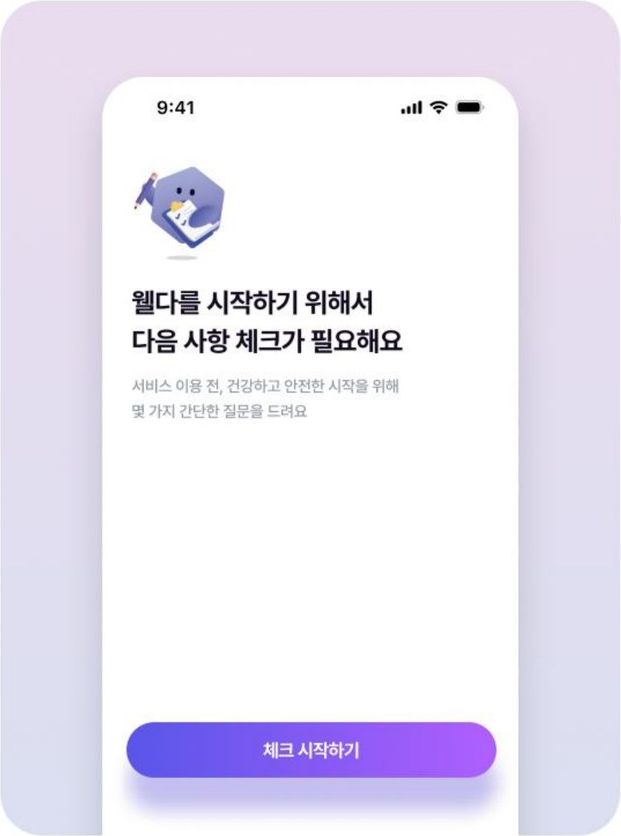 9:41
웰다를 시작하기 위해서
다음 사항 체크가 필요해요
서비스 이용 전, 건강하고 안전한 시작을 위해
몇 가지 간단한 질문을 드려요
체크 시작하기